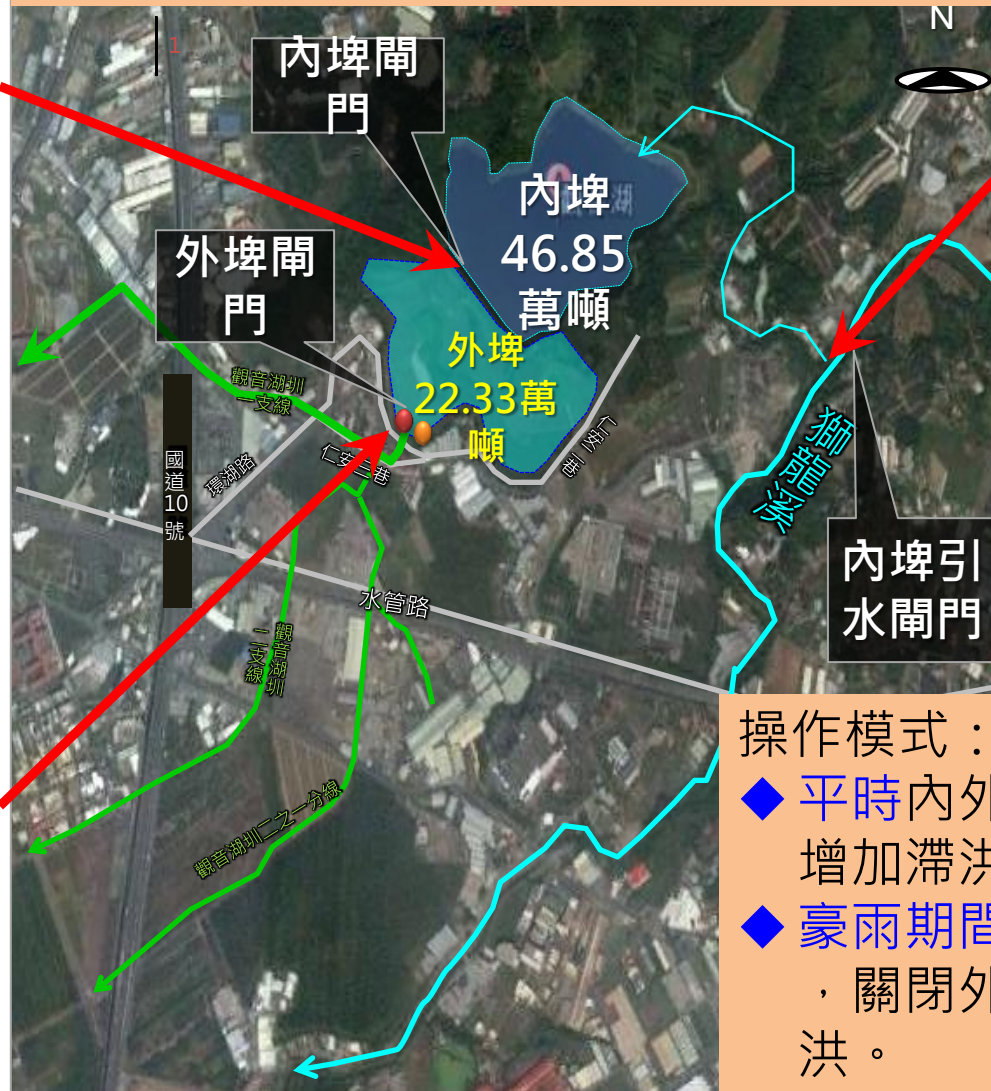 N
1
內埤閘
門
內埤
46.85
萬噸
外埤閘
門
外埤
22.33萬
噸
觀音湖圳
一支線
仁安三巷
仁安二巷
環湖路
國道10號
獅龍溪
內埤引
水閘門
水管路
觀音湖圳
二支線
觀音湖圳二之一分線
操作模式：
◆ 平時內外
增加滯洪
◆ 豪雨期間
，關閉外
洪。